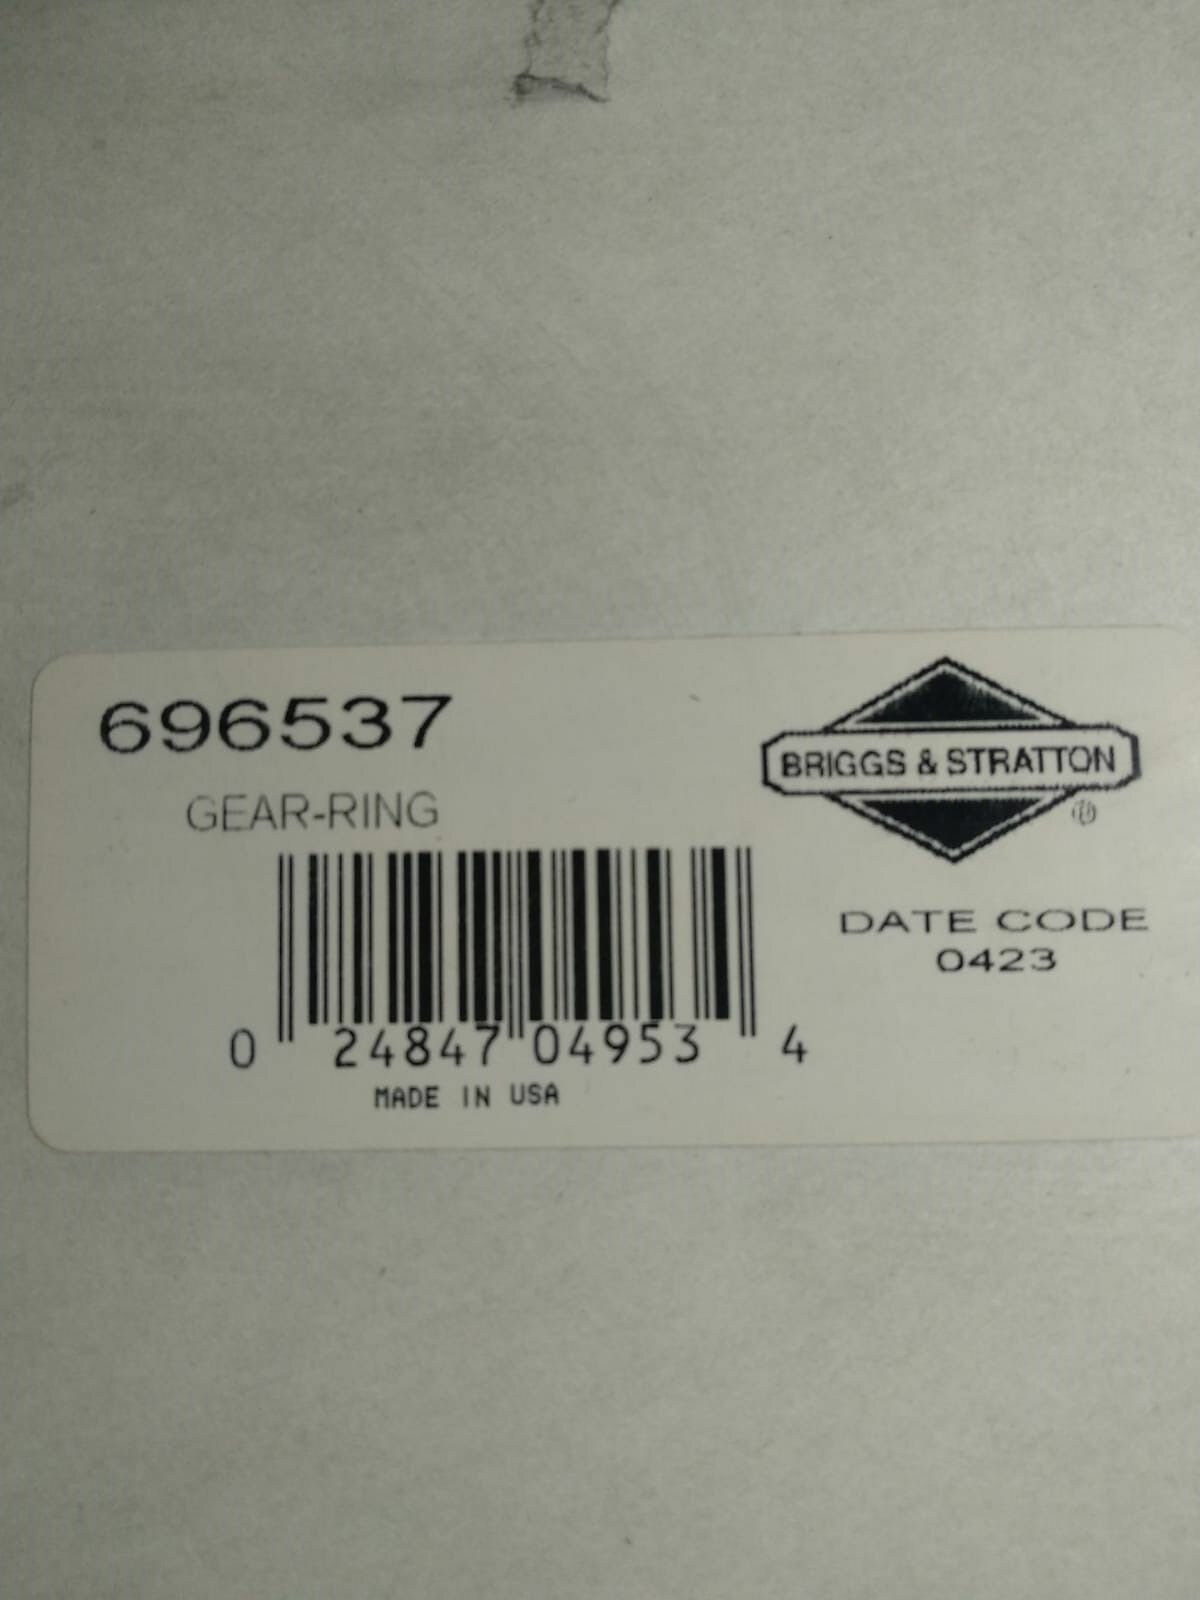 696537
GEAR-RING
BRIGGS & STRATTON
®
DATE CODE
0423
0 24847 04953 4
MADE IN USA